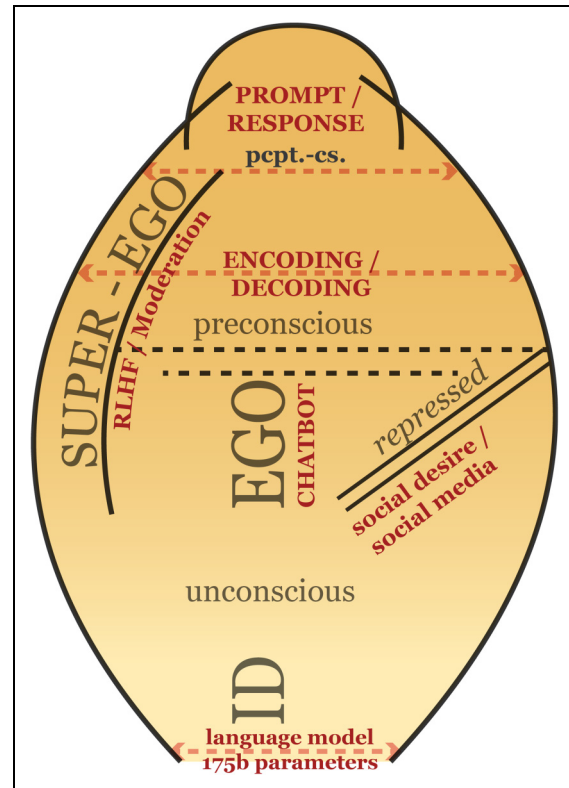 PROMPT /
RESPONSE
pcpt.-cs.
SUPER - EGO
RLHF / Moderation
ENCODING /
DECODING
preconscious
EGO
CHATBOT
repressed
social desire /
social media
unconscious
ID
language model
175b parameters